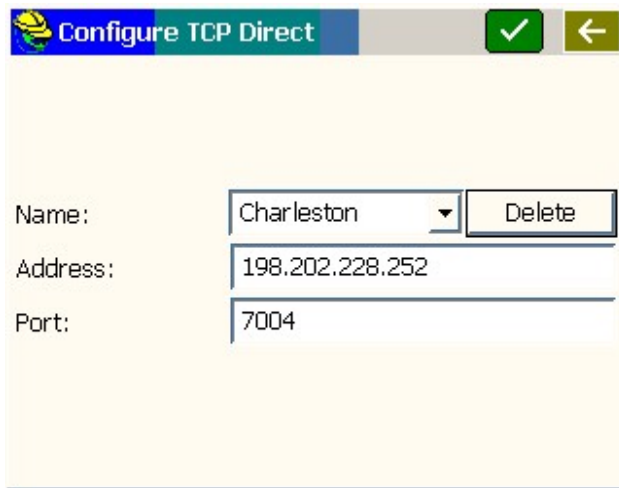 Configure TCP Direct
Name: Charleston Delete
Address: 198.202.228.252
Port: 7004